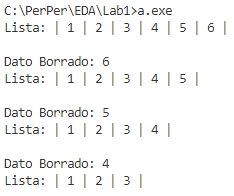 C:\PerPer\EDA\Lab1>a.exe
Lista: | 1 | 2 | 3 | 4 | 5 | 6 |
Dato Borrado: 6
Lista: | 1 | 2 | 3 | 4 | 5 |
Dato Borrado: 5
Lista: | 1 | 2 | 3 | 4 |
Dato Borrado: 4
Lista: | 1 | 2 | 3 |